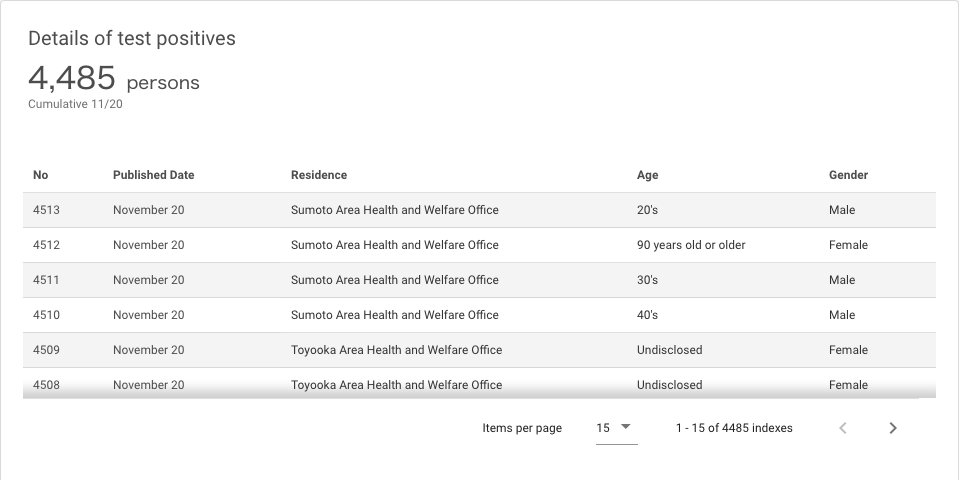 Details of test positives
4,485 persons
Cumulative 11/20
No Published Date Residence Age Gender
4513 November 20 Sumoto Area Health and Welfare Office 20's Male
4512 November 20 Sumoto Area Health and Welfare Office 90 years old or older Female
4511 November 20 Sumoto Area Health and Welfare Office 30's Male
4510 November 20 Sumoto Area Health and Welfare Office 40's Male
4509 November 20 Toyooka Area Health and Welfare Office Undisclosed Female
4508 November 20 Toyooka Area Health and Welfare Office Undisclosed Female
Items per page 15 1 - 15 of 4485 indexes